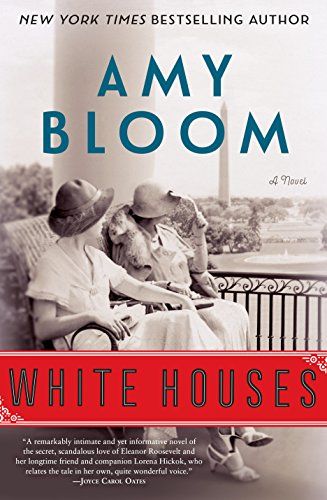 NEW YORK TIMES BESTSELLING AUTHOR
AMY
BLOOM
A Novel
WHITE HOUSES
"A remarkably intimate and yet informative novel of
the secret, scandalous love of Eleanor Roosevelt and
her longtime friend and companion Lorena Hickok, who
relates the tale in her own, quite wonderful voice."
—JOYCE CAROL OATES